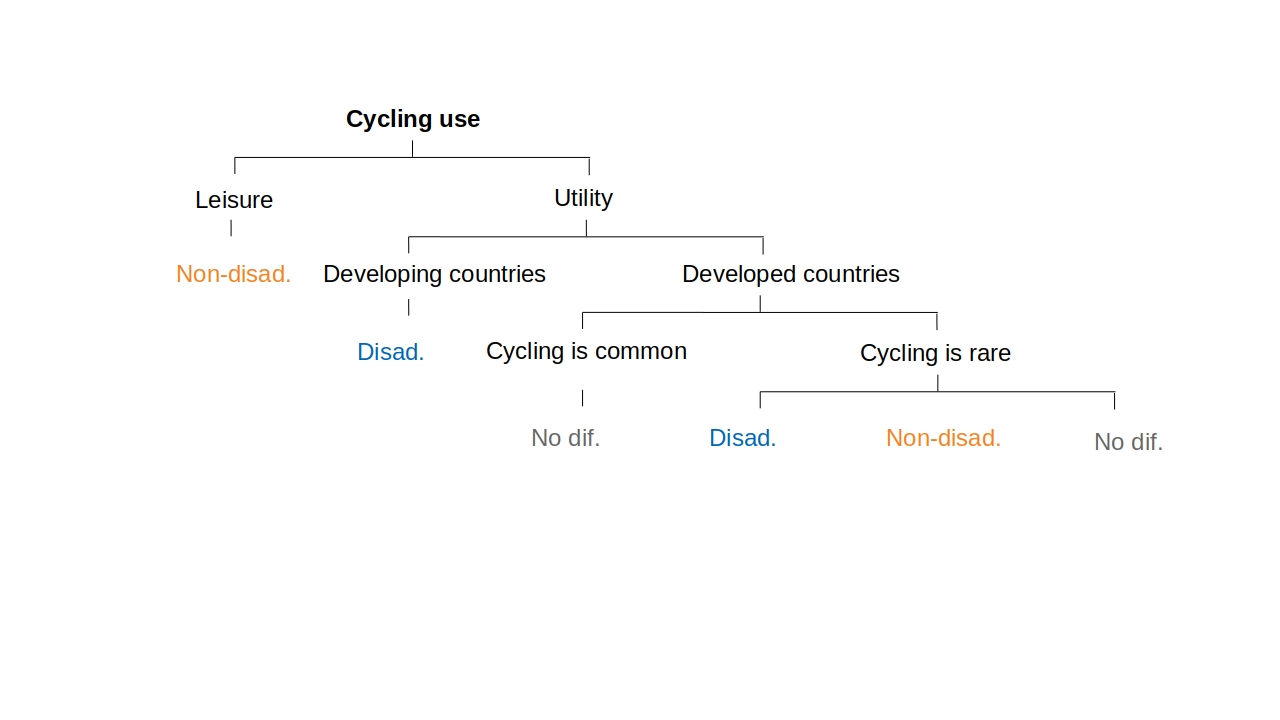 Cycling use
Leisure
Utility
Non-disad.
Developing countries
Developed countries
Disad.
Cycling is common
Cycling is rare
No dif.
Disad.
Non-disad.
No dif.